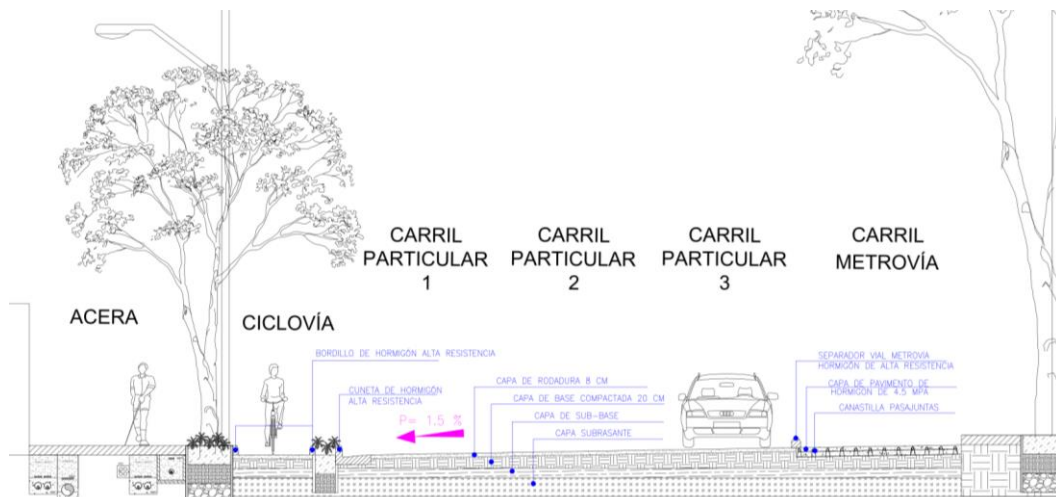 CARRIL
PARTICULAR
1
CARRIL
PARTICULAR
2
CARRIL
PARTICULAR
3
CARRIL
METROVÍA
ACERA
CICLOVÍA
BORDILLO DE HORMIGÓN ALTA RESISTENCIA
CUNETA DE HORMIGÓN
ALTA RESISTENCIA
P= 1.5 %
CAPA DE RODADURA 8 CM
CAPA DE BASE COMPACTADA 20 CM
CAPA DE SUB-BASE
CAPA SUBRASANTE
SEPARADOR VIAL METROVIA
HORMIGÓN DE ALTA RESISTENCIA
CAPA DE PAVIMENTO DE
HORMIGÓN DE 4.5 MPA
CANASTILLA PASAJUNTAS